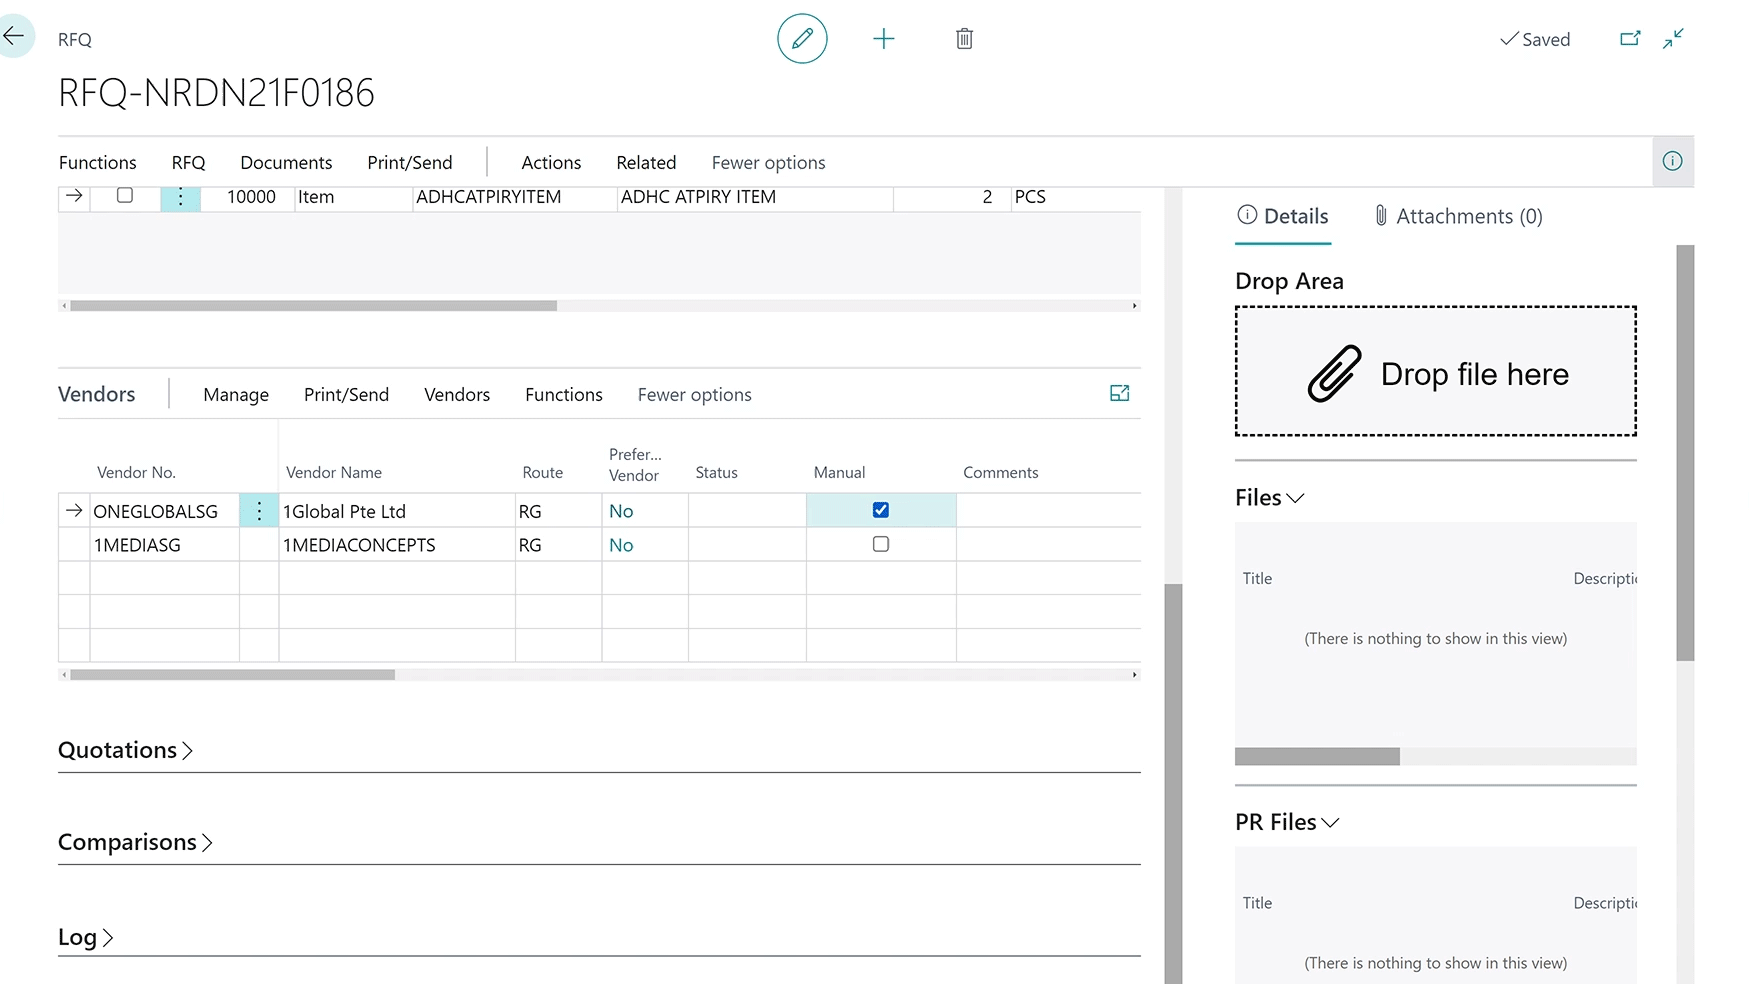 RFQ
Saved
RFQ-NRDN21F0186
Functions RFQ Documents Print/Send Actions Related Fewer options
10000 Item ADHCATPIRYITEM ADHC ATPIRY ITEM 2 PCS
Details Attachments (0)
Drop Area
Drop file here
Vendors Manage Print/Send Vendors Functions Fewer options
Vendor No. Vendor Name Route Prefer... Vendor Status Manual Comments
ONEGLOBALSG 1Global Pte Ltd RG No
1MEDIASG 1MEDIACONCEPTS RG No
Files
Title Descriptic
(There is nothing to show in this view)
Quotations
Comparisons
Log
PR Files
Title Descriptic
(There is nothing to show in this view)